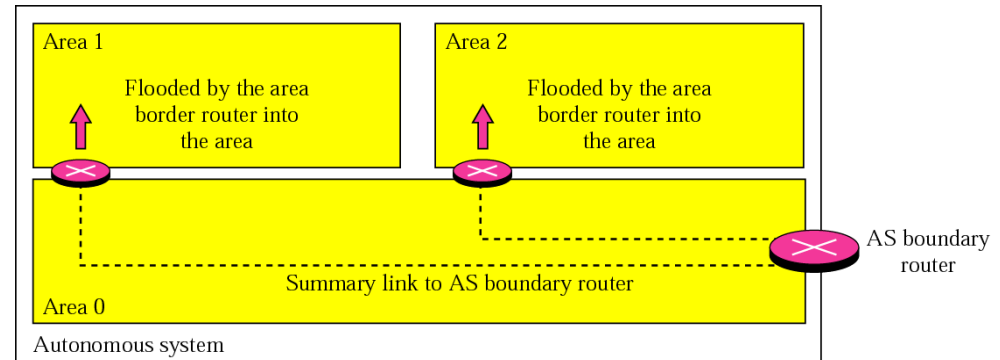 Area 1
Flooded by the area
border router into
the area
Area 2
Flooded by the area
border router into
the area
AS boundary
router
Summary link to AS boundary router
Area 0
Autonomous system